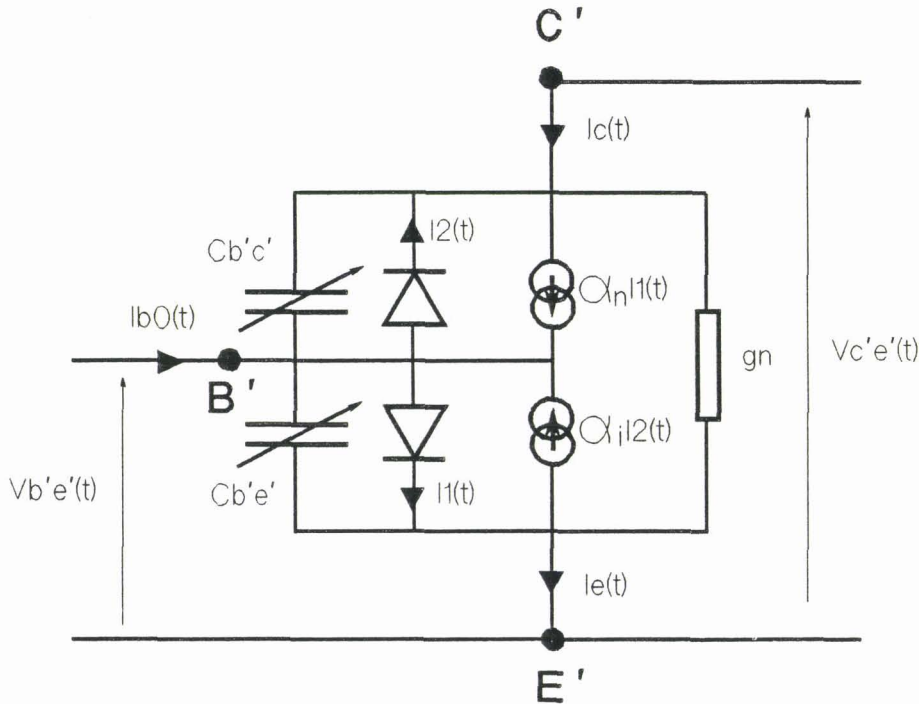 C'
Ic(t)
Cb'c'
I2(t)
αnI1(t)
Ib0(t)
B'
gn
Vc'e'(t)
αiI2(t)
Vb'e'(t)
Cb'e'
I1(t)
Ie(t)
E'